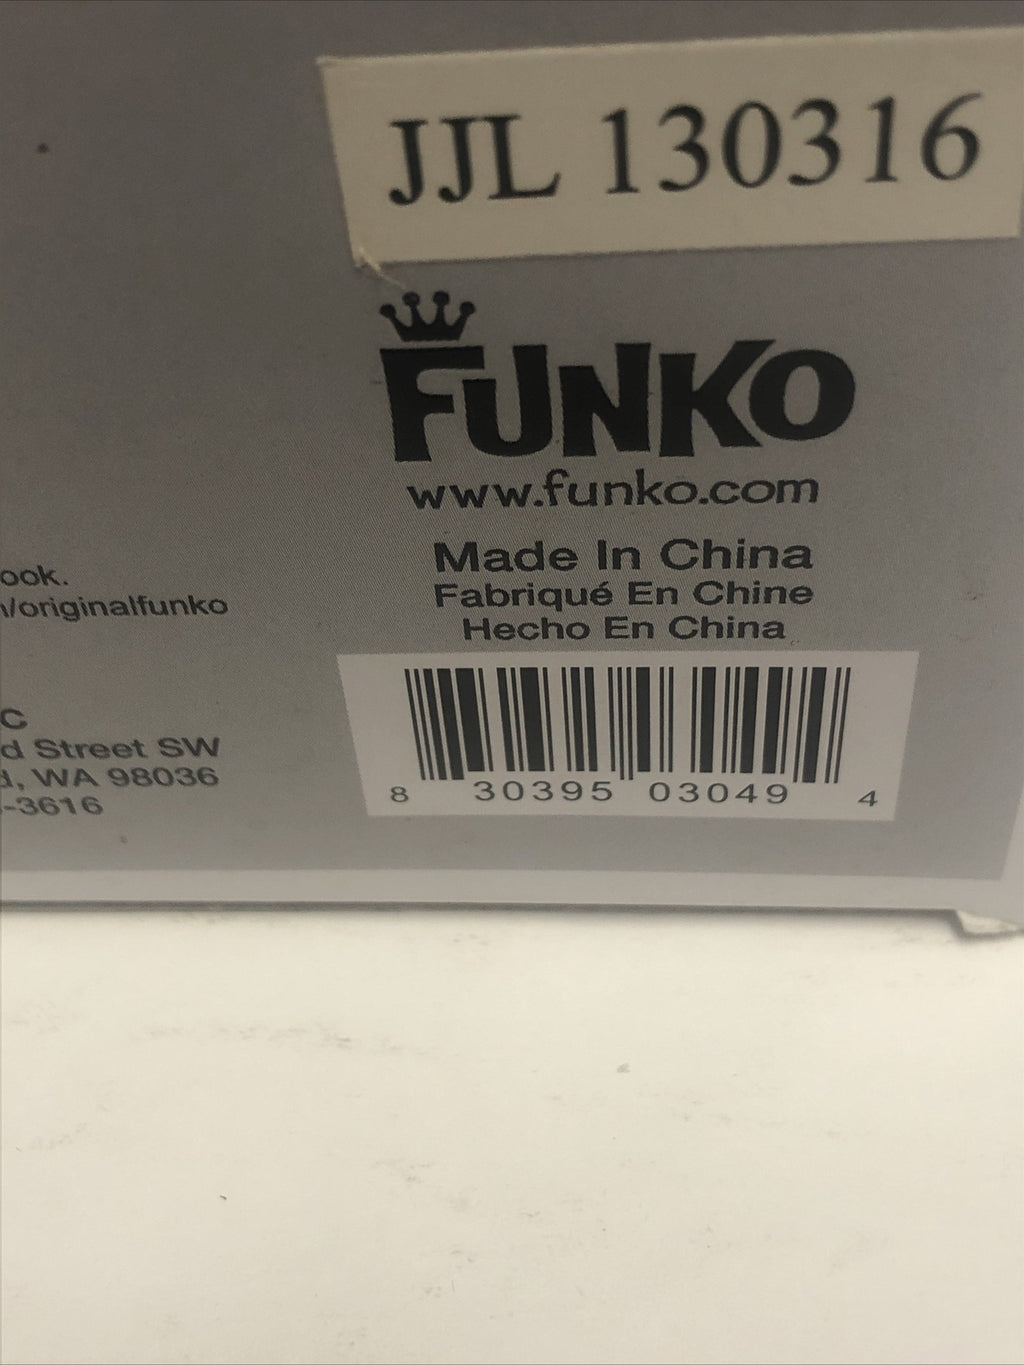 JJL 130316
FUNKO
www.funko.com
Made In China
Fabriqué En Chine
Hecho En China
8 30395 03049 4
ook.
/originalfunko
C
d Street SW
, WA 98036
-3616